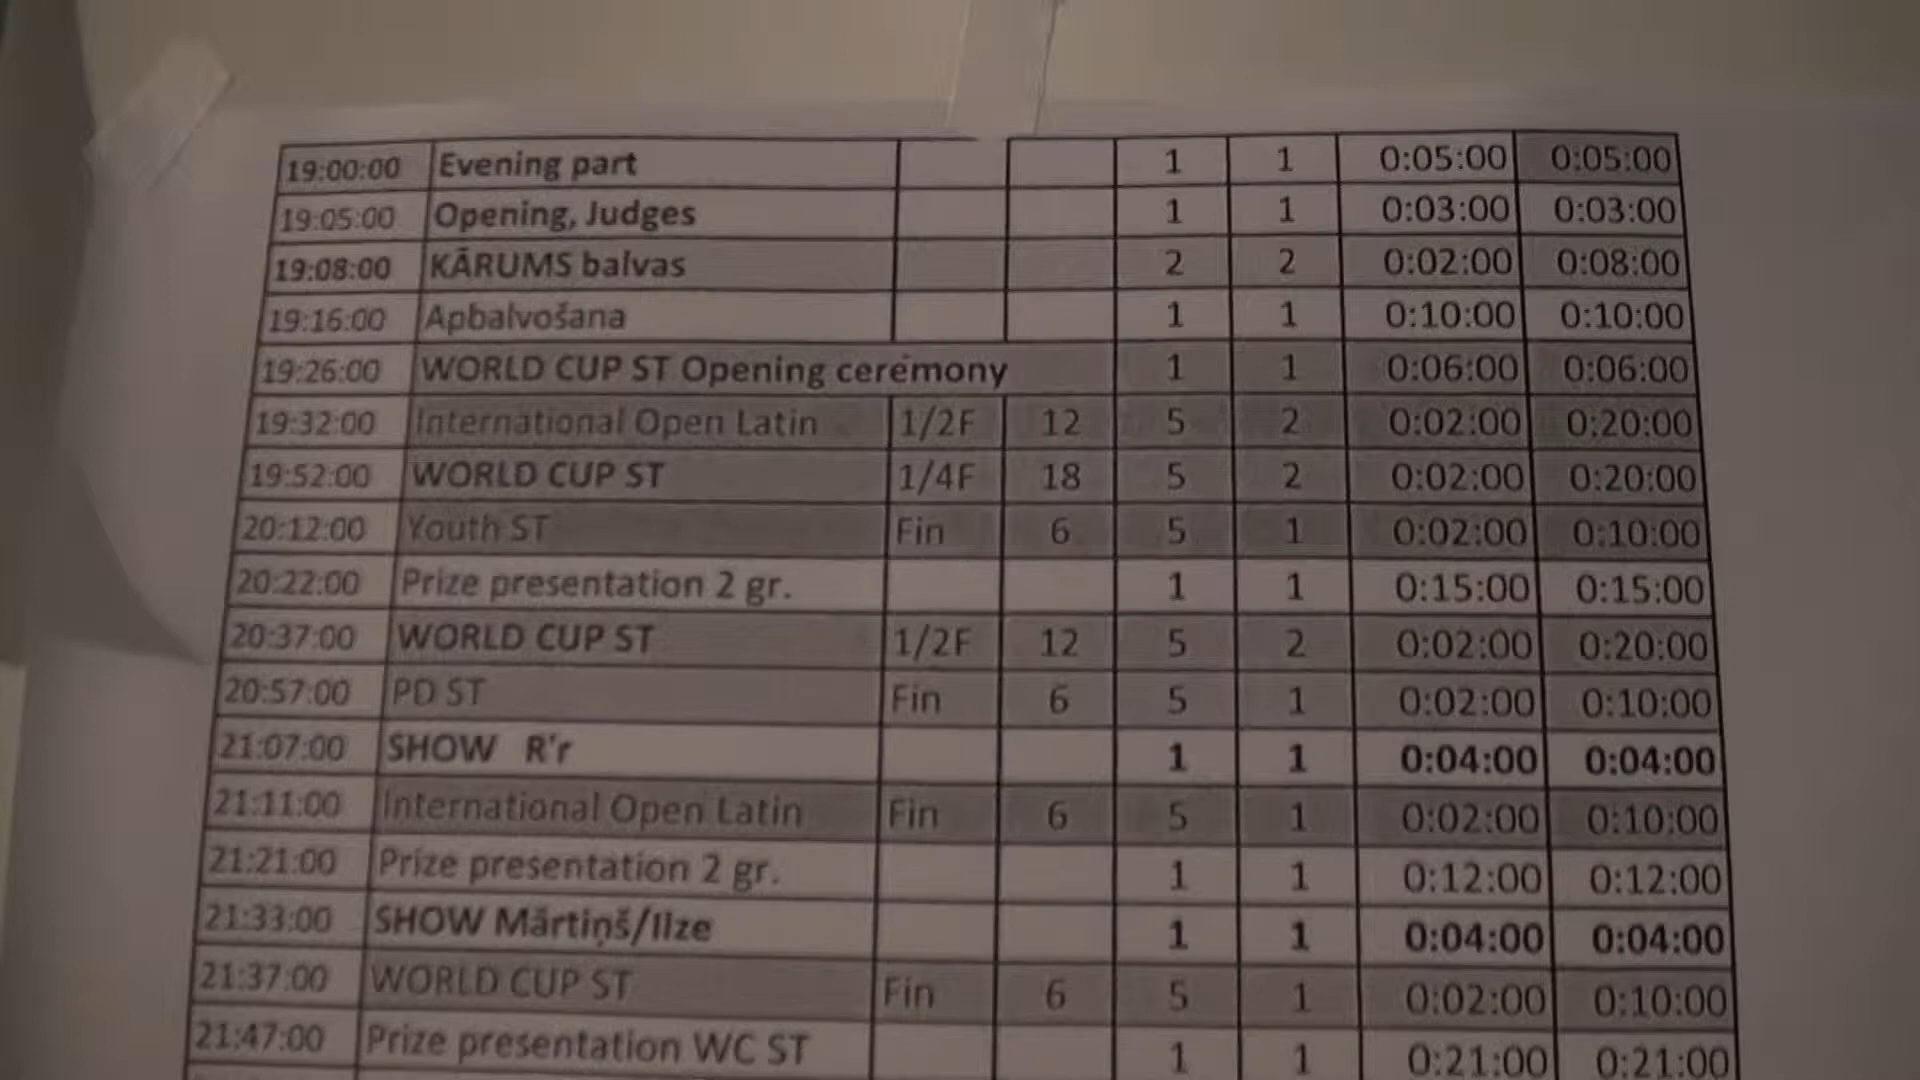 19:00:00 Evening part 1 1 0:05:00 0:05:00
19:05:00 Opening, Judges 1 1 0:03:00 0:03:00
19:08:00 KĀRUMS balvas 2 2 0:02:00 0:08:00
19:16:00 Apbalvošana 1 1 0:10:00 0:10:00
19:26:00 WORLD CUP ST Opening ceremony 1 1 0:06:00 0:06:00
19:32:00 International Open Latin 1/2F 12 5 2 0:02:00 0:20:00
19:52:00 WORLD CUP ST 1/4F 18 5 2 0:02:00 0:20:00
20:12:00 Youth ST Fin 6 5 1 0:02:00 0:10:00
20:22:00 Prize presentation 2 gr. 1 1 0:15:00 0:15:00
20:37:00 WORLD CUP ST 1/2F 12 5 2 0:02:00 0:20:00
20:57:00 PD ST Fin 6 5 1 0:02:00 0:10:00
21:07:00 SHOW R'r 1 1 0:04:00 0:04:00
21:11:00 International Open Latin Fin 6 5 1 0:02:00 0:10:00
21:21:00 Prize presentation 2 gr. 1 1 0:12:00 0:12:00
21:33:00 SHOW Mārtiņš/Ilze 1 1 0:04:00 0:04:00
21:37:00 WORLD CUP ST Fin 6 5 1 0:02:00 0:10:00
21:47:00 Prize presentation WC ST 1 1 0:21:00 0:21:00